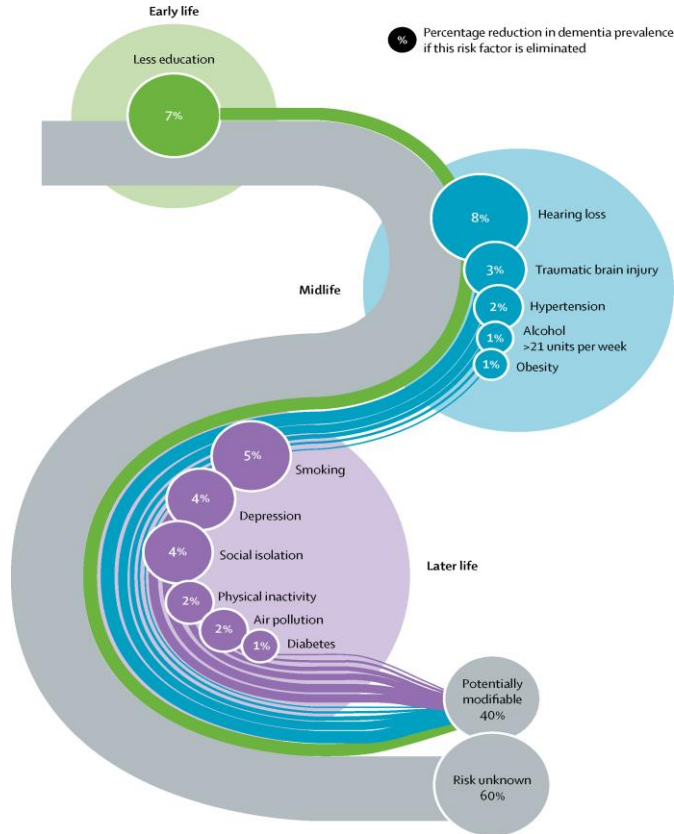 Early life
% Percentage reduction in dementia prevalence
if this risk factor is eliminated
Less education
7%
8%
Hearing loss
3%
Traumatic brain injury
Midlife
2%
Hypertension
1%
Alcohol
>21 units per week
1%
Obesity
5%
Smoking
4%
Depression
4%
Social isolation
Later life
2%
Physical inactivity
2%
Air pollution
1%
Diabetes
Potentially
modifiable
40%
Risk unknown
60%